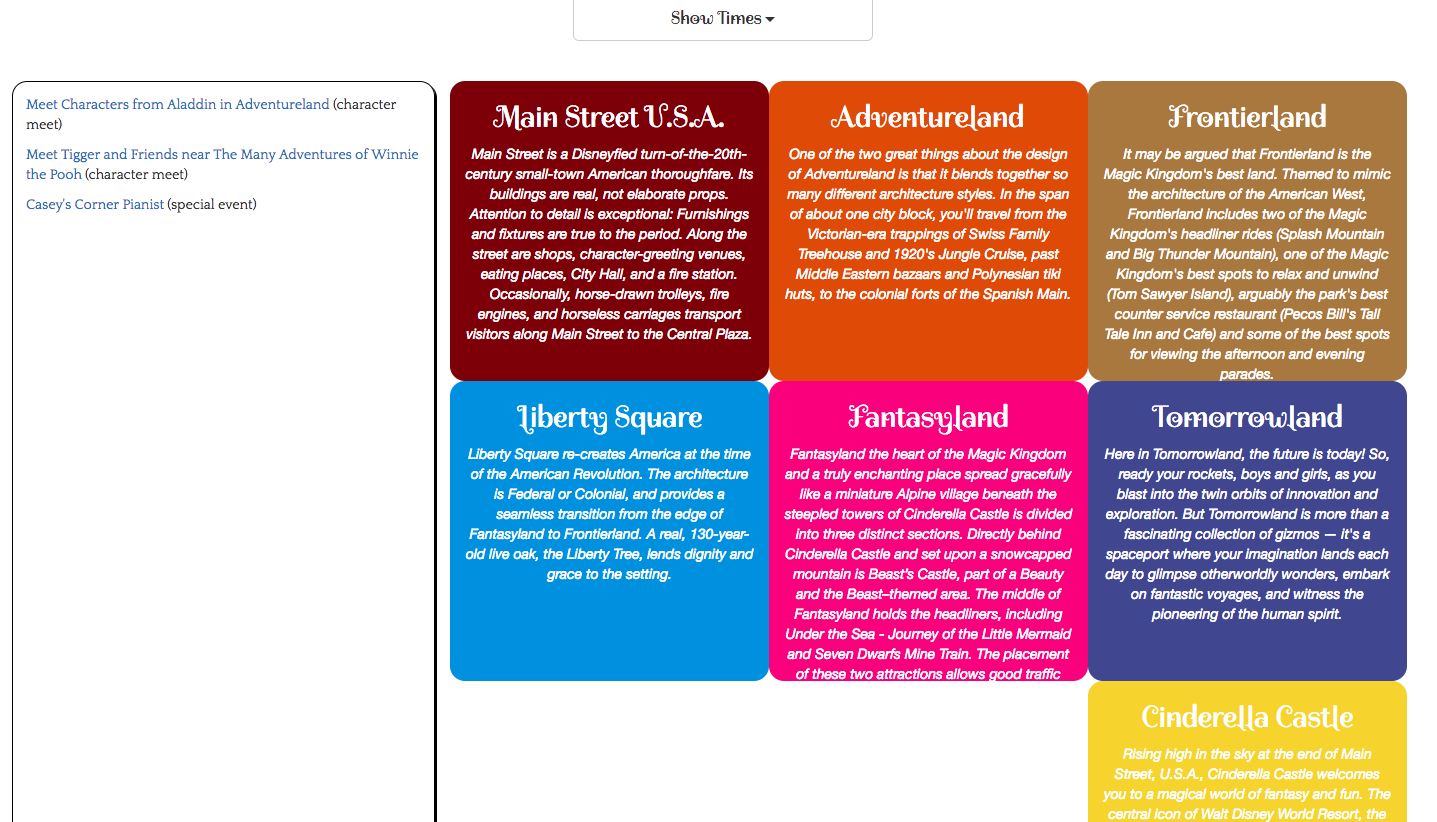 Show Times
Meet Characters from Aladdin in Adventureland (character
meet)
Meet Tigger and Friends near The Many Adventures of Winnie
the Pooh (character meet)
Casey's Corner Pianist (special event)
Main Street U.S.A.
Main Street is a Disneyfied turn-of-the-20th-
century small-town American thoroughfare. Its
buildings are real, not elaborate props.
Attention to detail is exceptional: Furnishings
and fixtures are true to the period. Along the
street are shops, character-greeting venues,
eating places, City Hall, and a fire station.
Occasionally, horse-drawn trolleys, fire
engines, and horseless carriages transport
visitors along Main Street to the Central Plaza.
Adventureland
One of the two great things about the design
of Adventureland is that it blends together so
many different architecture styles. In the span
of about one city block, you'll travel from the
Victorian-era trappings of Swiss Family
Treehouse and 1920's Jungle Cruise, past
Middle Eastern bazaars and Polynesian tiki
huts, to the colonial forts of the Spanish Main.
Frontierland
It may be argued that Frontierland is the
Magic Kingdom's best land. Themed to mimic
the architecture of the American West,
Frontierland includes two of the Magic
Kingdom's headliner rides (Splash Mountain
and Big Thunder Mountain), one of the Magic
Kingdom's best spots to relax and unwind
(Tom Sawyer Island), arguably the park's best
counter service restaurant (Pecos Bill's Tall
Tale Inn and Cafe) and some of the best spots
for viewing the afternoon and evening
parades.
Liberty Square
Liberty Square re-creates America at the time
of the American Revolution. The architecture
is Federal or Colonial, and provides a
seamless transition from the edge of
Fantasyland to Frontierland. A real, 130-year-
old live oak, the Liberty Tree, lends dignity and
grace to the setting.
Fantasyland
Fantasyland the heart of the Magic Kingdom
and a truly enchanting place spread gracefully
like a miniature Alpine village beneath the
steepled towers of Cinderella Castle is divided
into three distinct sections. Directly behind
Cinderella Castle and set upon a snowcapped
mountain is Beast's Castle, part of a Beauty
and the Beast–themed area. The middle of
Fantasyland holds the headliners, including
Under the Sea - Journey of the Little Mermaid
and Seven Dwarfs Mine Train. The placement
of these two attractions allows good traffic
Tomorrowland
Here in Tomorrowland, the future is today! So,
ready your rockets, boys and girls, as you
blast into the twin orbits of innovation and
exploration. But Tomorrowland is more than a
fascinating collection of gizmos — it's a
spaceport where your imagination lands each
day to glimpse otherworldly wonders, embark
on fantastic voyages, and witness the
pioneering of the human spirit.
Cinderella Castle
Rising high in the sky at the end of Main
Street, U.S.A., Cinderella Castle welcomes
you to a magical world of fantasy and fun. The
central icon of Walt Disney World Resort, the